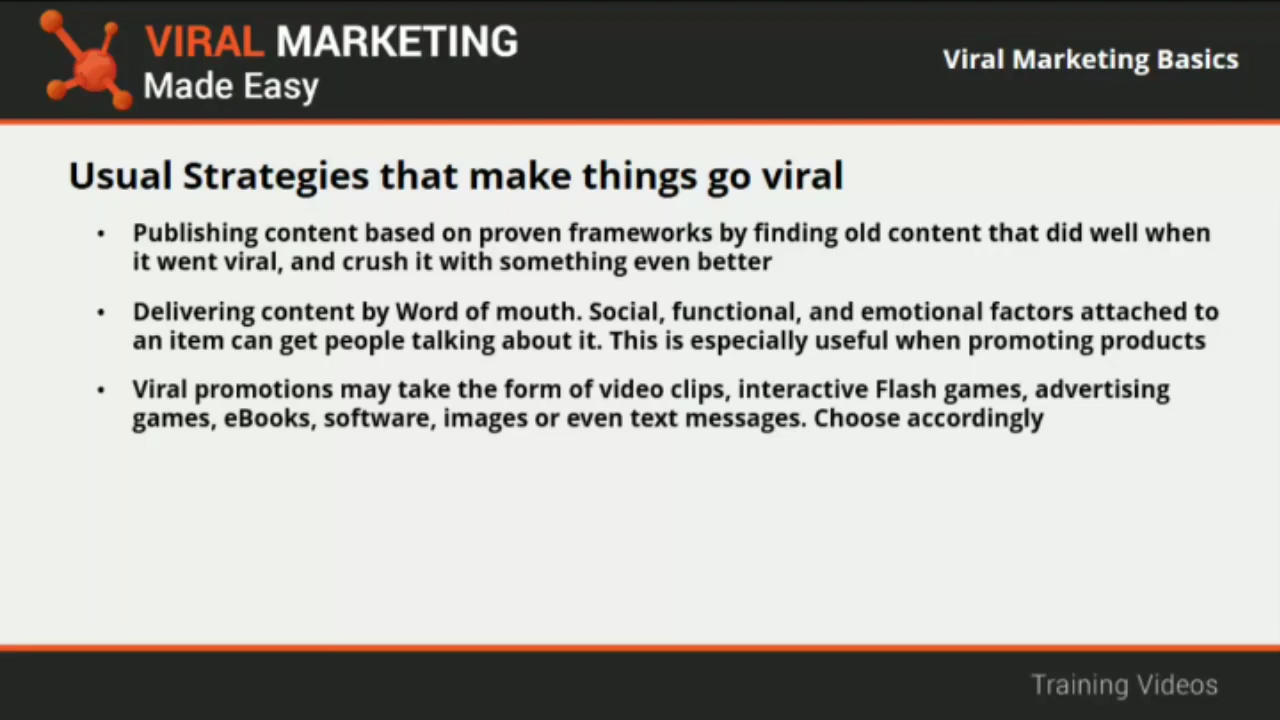 VIRAL MARKETING
Made Easy
Viral Marketing Basics
Usual Strategies that make things go viral
• Publishing content based on proven frameworks by finding old content that did well when
it went viral, and crush it with something even better
• Delivering content by Word of mouth. Social, functional, and emotional factors attached to
an item can get people talking about it. This is especially useful when promoting products
• Viral promotions may take the form of video clips, interactive Flash games, advertising
games, eBooks, software, images or even text messages. Choose accordingly
Training Videos